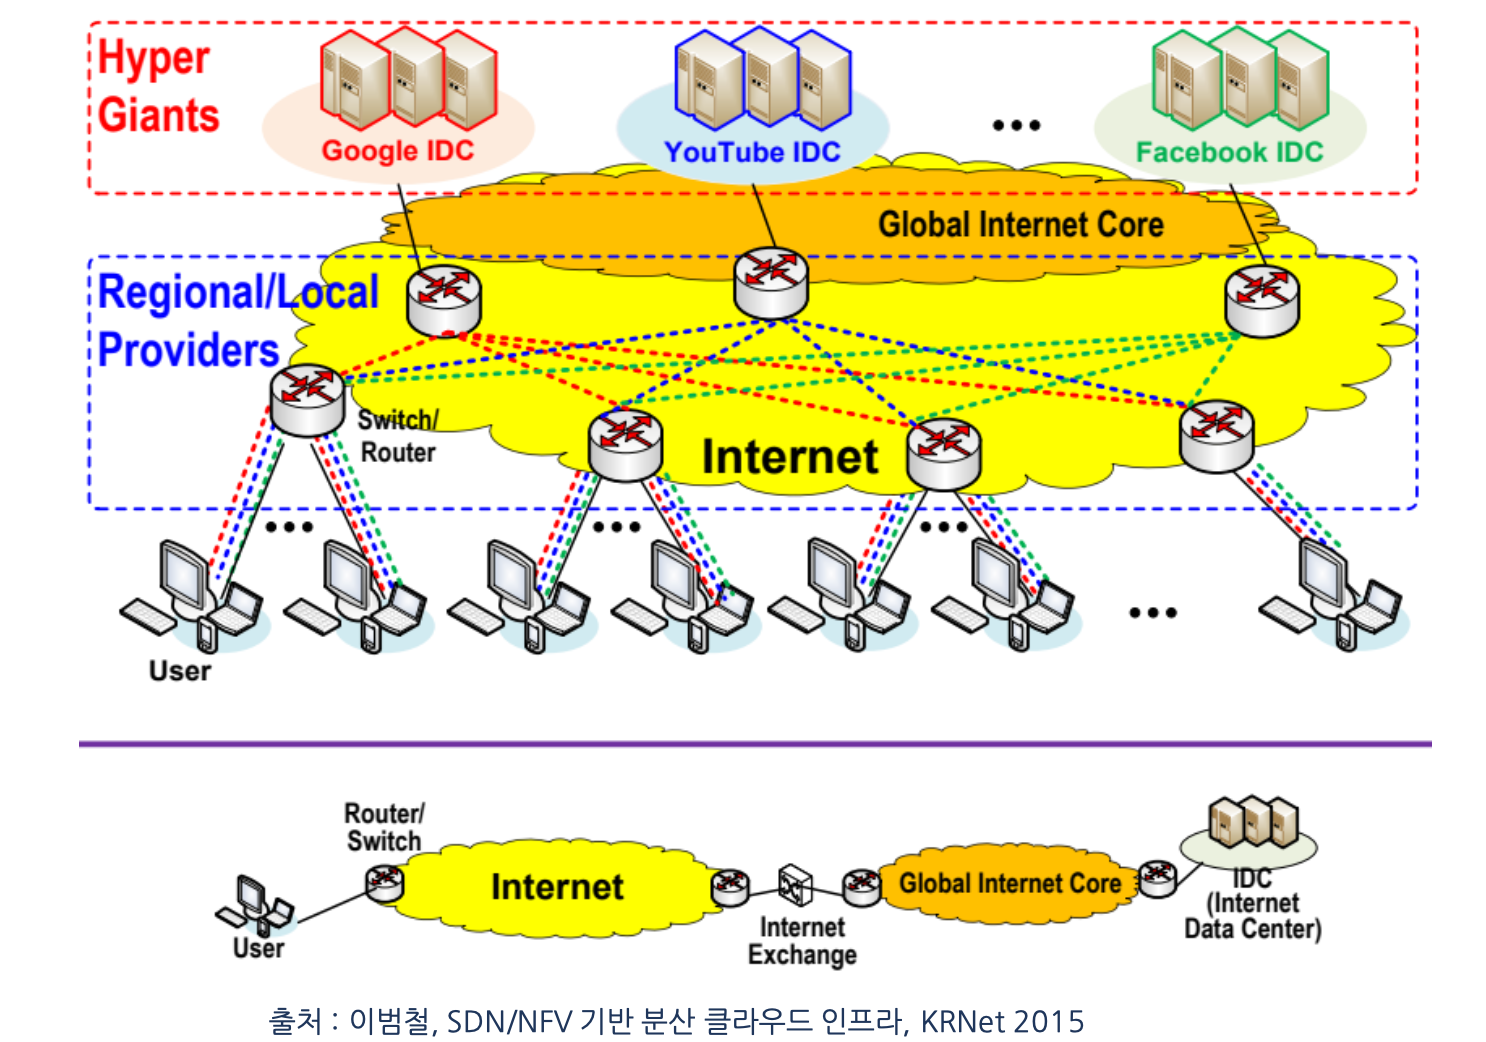 Hyper
Giants
Google IDC
YouTube IDC
Facebook IDC
Global Internet Core
Regional/Local
Providers
Switch/
Router
Internet
User
Router/
Switch
Internet
Global Internet Core
IDC
(Internet
Data Center)
User
Internet
Exchange
출처 : 이범철, SDN/NFV 기반 분산 클라우드 인프라, KRNet 2015